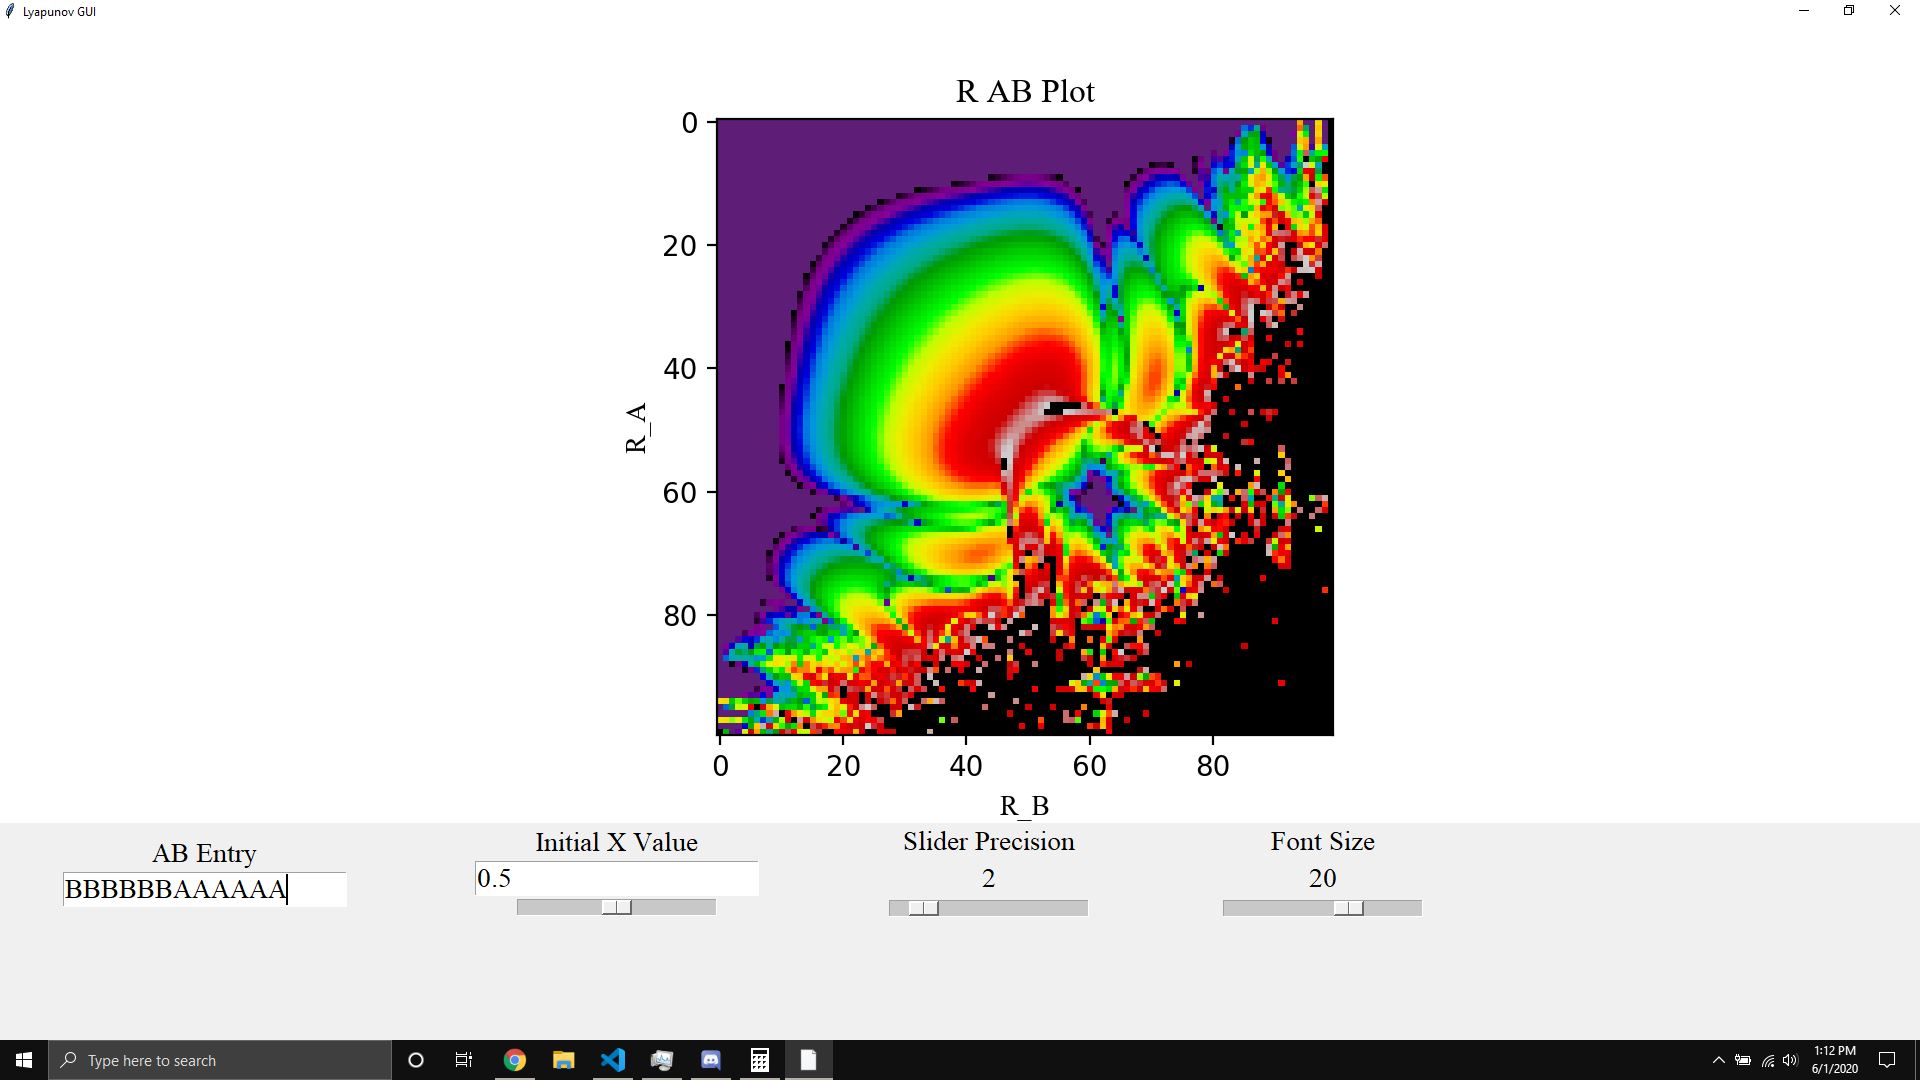 Lyapunov GUI
R AB Plot
0
20
40
60
80
R_A
0 20 40 60 80
R_B
AB Entry
BBBBBBAAAAAA
Initial X Value
0.5
Slider Precision
2
Font Size
20
Type here to search
1:12 PM
6/1/2020